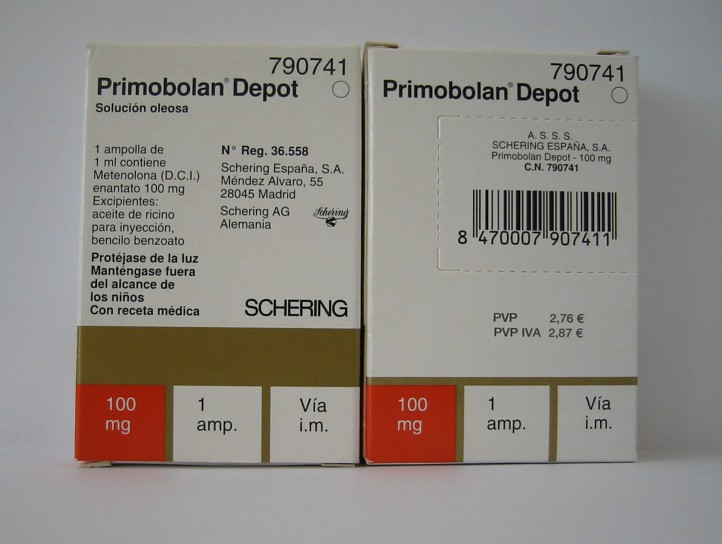 790741
Primobolan® Depot
Solución oleosa
1 ampolla de
1 ml contiene
Metenolona (D.C.I.)
enantato 100 mg
Excipientes:
aceite de ricino
para inyección,
bencilo benzoato
Protéjase de la luz
Manténgase fuera
del alcance de
los niños
Con receta médica
N° Reg. 36.558
Schering España, S.A.
Méndez Alvaro, 55
28045 Madrid
Schering AG
Alemania
Schering
SCHERING
100
mg
1
amp.
Vía
i.m.
790741
Primobolan® Depot
A. S. S. S.
SCHERING ESPAÑA, S.A.
Primobolan Depot - 100 mg
C.N. 790741
8 470007 907411
PVP 2,76 €
PVP IVA 2,87 €
100
mg
1
amp.
Vía
i.m.